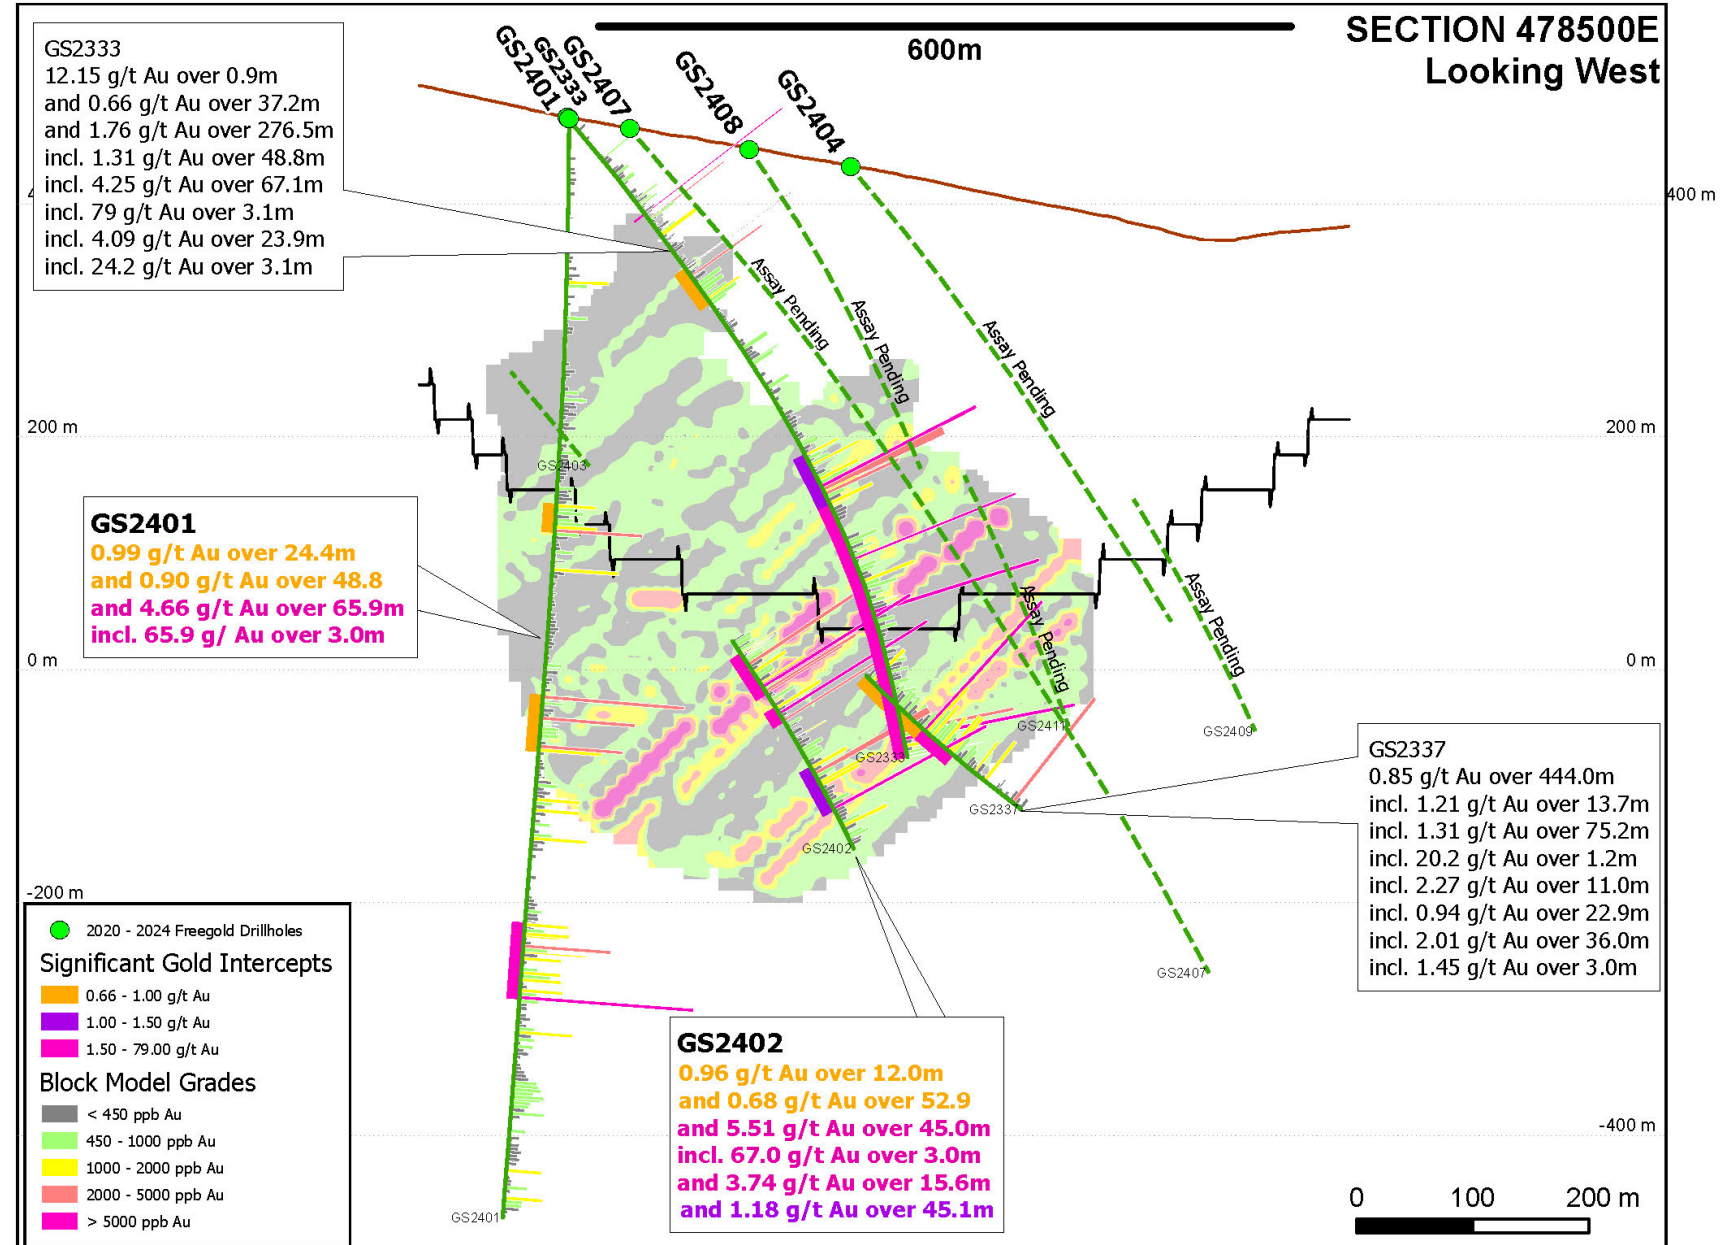 SECTION 478500E
Looking West
600m
GS2401
GS2333
GS2407
GS2408
GS2404
GS2333
12.15 g/t Au over 0.9m
and 0.66 g/t Au over 37.2m
and 1.76 g/t Au over 276.5m
incl. 1.31 g/t Au over 48.8m
incl. 4.25 g/t Au over 67.1m
incl. 79 g/t Au over 3.1m
incl. 4.09 g/t Au over 23.9m
incl. 24.2 g/t Au over 3.1m
400 m
Assay Pending
Assay Pending
Assay Pending
200 m
200 m
GS2403
GS2401
0.99 g/t Au over 24.4m
and 0.90 g/t Au over 48.8
and 4.66 g/t Au over 65.9m
incl. 65.9 g/ Au over 3.0m
Assay Pending
Assay Pending
0 m
0 m
GS2411
GS2409
GS2333
GS2337
GS2402
GS2337
0.85 g/t Au over 444.0m
incl. 1.21 g/t Au over 13.7m
incl. 1.31 g/t Au over 75.2m
incl. 20.2 g/t Au over 1.2m
incl. 2.27 g/t Au over 11.0m
incl. 0.94 g/t Au over 22.9m
incl. 2.01 g/t Au over 36.0m
incl. 1.45 g/t Au over 3.0m
-200 m
GS2407
2020 - 2024 Freegold Drillholes
Significant Gold Intercepts
0.66 - 1.00 g/t Au
1.00 - 1.50 g/t Au
1.50 - 79.00 g/t Au
Block Model Grades
< 450 ppb Au
450 - 1000 ppb Au
1000 - 2000 ppb Au
2000 - 5000 ppb Au
> 5000 ppb Au
GS2402
0.96 g/t Au over 12.0m
and 0.68 g/t Au over 52.9
and 5.51 g/t Au over 45.0m
incl. 67.0 g/t Au over 3.0m
and 3.74 g/t Au over 15.6m
and 1.18 g/t Au over 45.1m
-400 m
GS2401
0 100 200 m